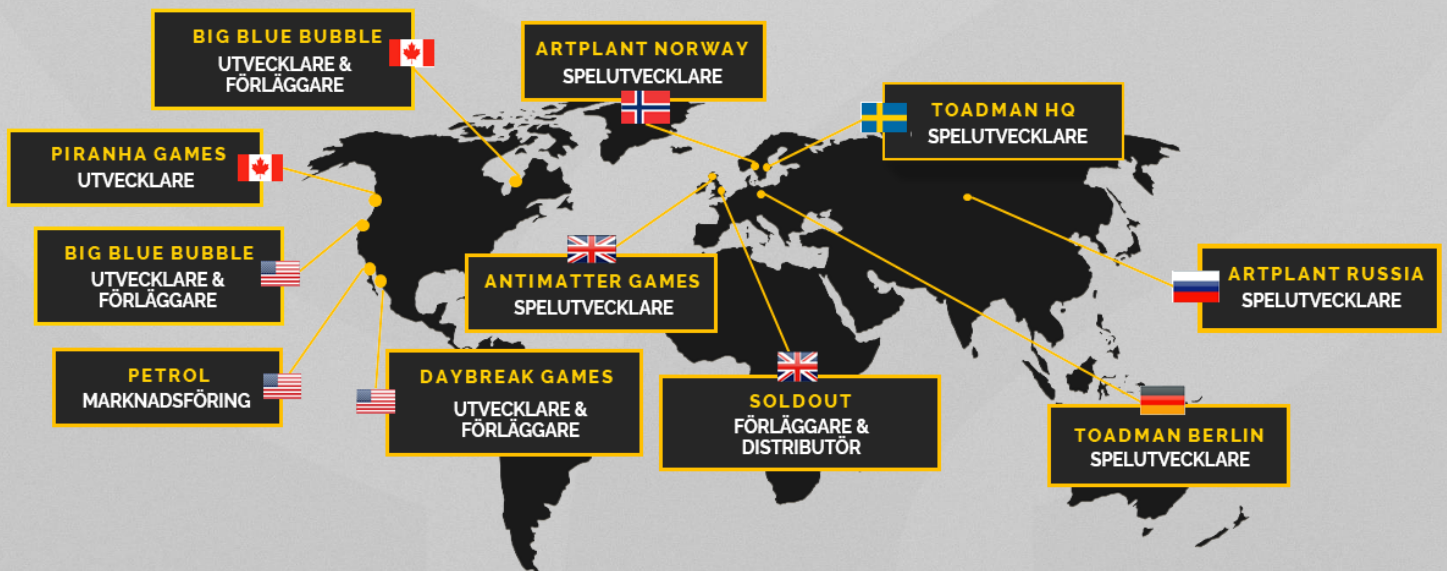 BIG BLUE BUBBLE
UTVECKLARE &
FÖRLÄGGARE
ARTPLANT NORWAY
SPELUTVECKLARE
TOADMAN HQ
SPELUTVECKLARE
PIRANHA GAMES
UTVECKLARE
BIG BLUE BUBBLE
UTVECKLARE &
FÖRLÄGGARE
ANTIMATTER GAMES
SPELUTVECKLARE
ARTPLANT RUSSIA
SPELUTVECKLARE
PETROL
MARKNADSFÖRING
DAYBREAK GAMES
UTVECKLARE &
FÖRLÄGGARE
SOLDOUT
FÖRLÄGGARE &
DISTRIBUTÖR
TOADMAN BERLIN
SPELUTVECKLARE